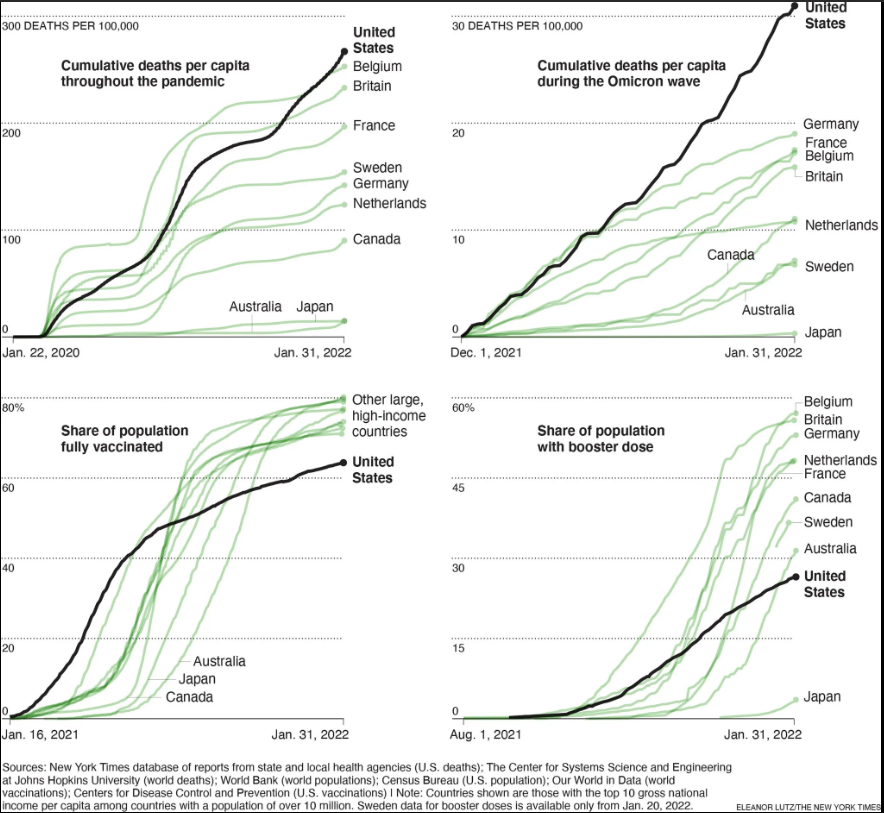 300 DEATHS PER 100,000
Cumulative deaths per capita
throughout the pandemic
United
States
Belgium
Britain
200
France
Sweden
Germany
Netherlands
100
Canada
Australia
Japan
0
Jan. 22, 2020
Jan. 31, 2022
United
States
30 DEATHS PER 100,000
Cumulative deaths per capita
during the Omicron wave
20
Germany
France
Belgium
Britain
10
Netherlands
Canada
Sweden
Australia
Japan
0
Dec. 1, 2021
Jan. 31, 2022
80%
Share of population
fully vaccinated
Other large,
high-income
countries
United
States
60
40
20
Australia
Japan
Canada
0
Jan. 16, 2021
Jan. 31, 2022
60%
Share of population
with booster dose
Belgium
Britain
Germany
Netherlands
France
45
Canada
Sweden
Australia
30
United
States
15
Japan
0
Aug. 1, 2021
Jan. 31, 2022
Sources: New York Times database of reports from state and local health agencies (U.S. deaths); The Center for Systems Science and Engineering
at Johns Hopkins University (world deaths); World Bank (world populations); Census Bureau (U.S. population); Our World in Data (world
vaccinations); Centers for Disease Control and Prevention (U.S. vaccinations) | Note: Countries shown are those with the top 10 gross national
income per capita among countries with a population of over 10 million. Sweden data for booster doses is available only from Jan. 20, 2022.
ELEANOR LUTZ/THE NEW YORK TIMES